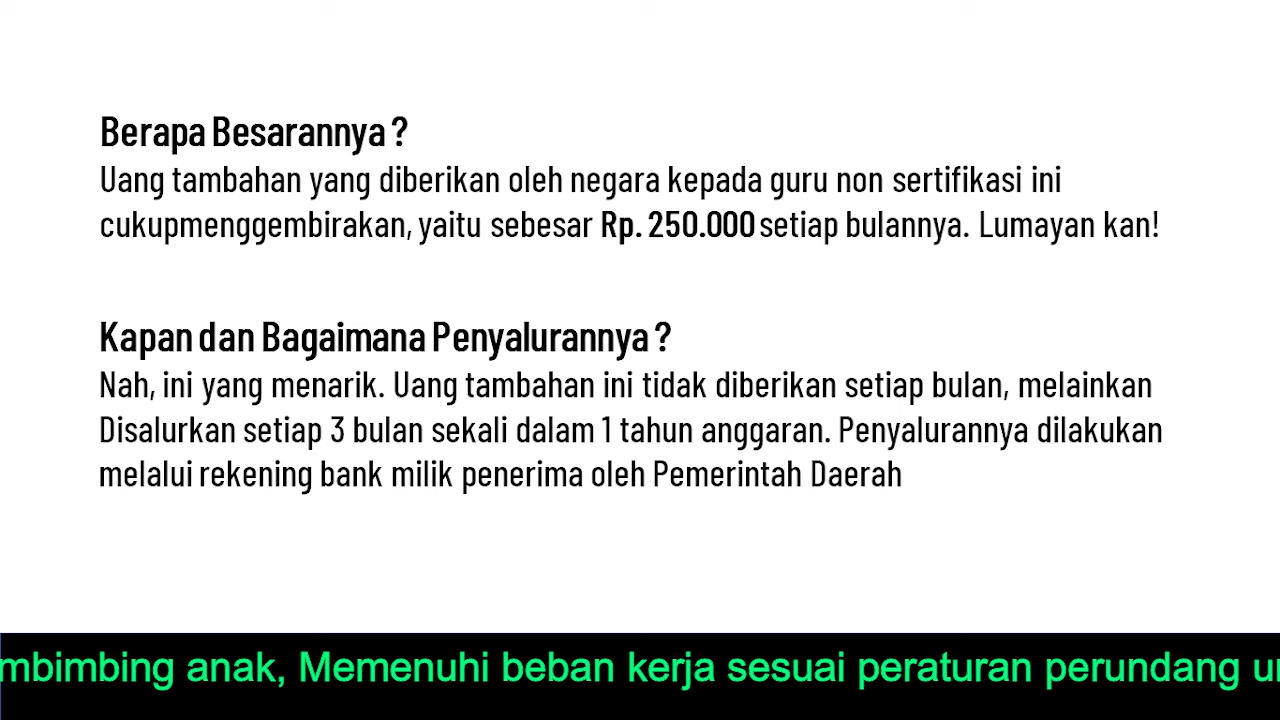 Berapa Besarannya ?
Uang tambahan yang diberikan oleh negara kepada guru non sertifikasi ini
cukupmenggembirakan, yaitu sebesar Rp. 250.000 setiap bulannya. Lumayan kan!
Kapan dan Bagaimana Penyalurannya ?
Nah, ini yang menarik. Uang tambahan ini tidak diberikan setiap bulan, melainkan
Disalurkan setiap 3 bulan sekali dalam 1 tahun anggaran. Penyalurannya dilakukan
melalui rekening bank milik penerima oleh Pemerintah Daerah
anak, Memenuhi beban kerja sesuai peraturan perundang